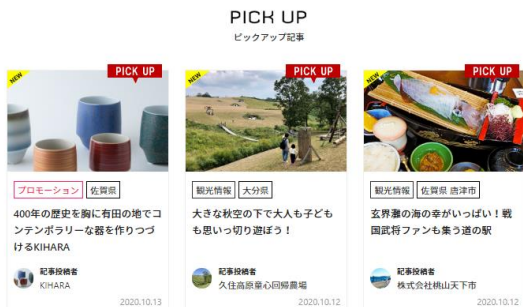 PICK UP
ピックアップ記事
NEW
PICK UP
プロモーション
佐賀県
400年の歴史を胸に有田の地でコ
ンテンポラリーな器を作りつづ
けるKIHARA
記事投稿者
KIHARA
2020.10.13
NEW
PICK UP
観光情報
大分県
大きな秋空の下で大人も子ども
も思いっ切り遊ぼう！
記事投稿者
久住高原童心回帰農場
2020.10.12
NEW
PICK UP
観光情報
佐賀県 唐津市
玄界灘の海の幸がいっぱい！戦
国武将ファンも集う道の駅
記事投稿者
株式会社桃山天下市
2020.10.12